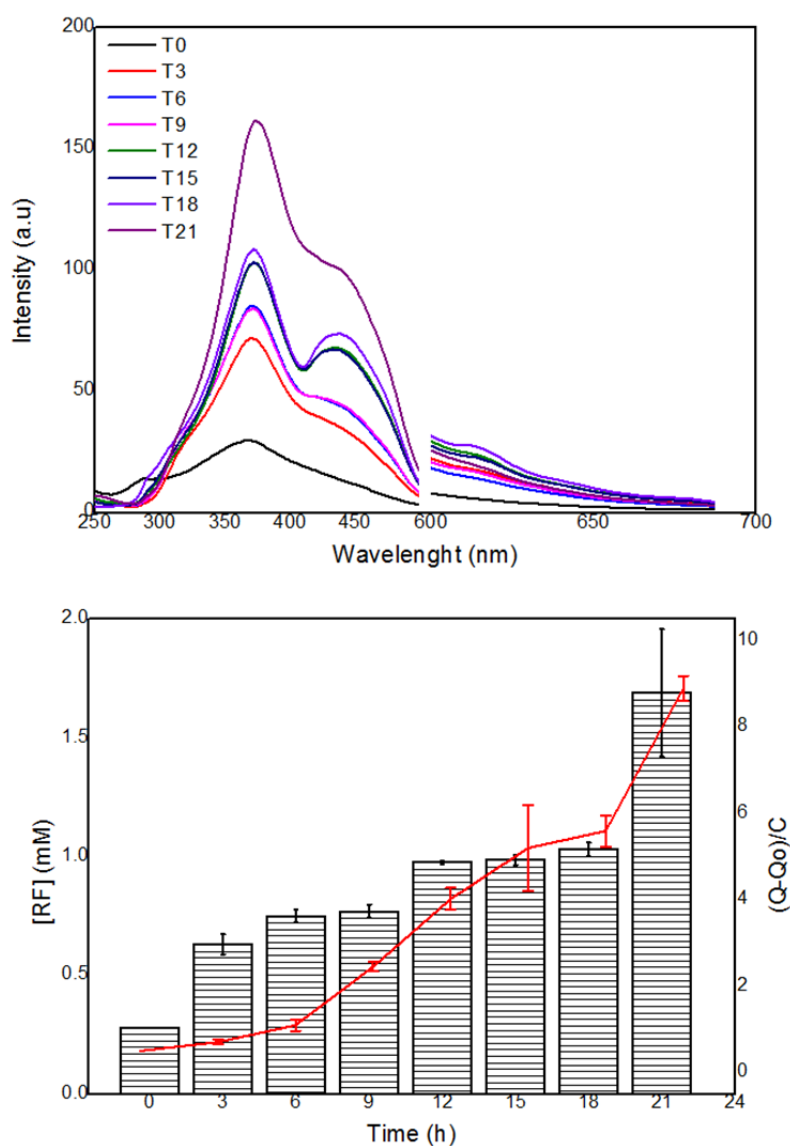 200
150
100
50
0
Intensity (a.u)
T0
T3
T6
T9
T12
T15
T18
T21
250 300 350 400 450 600 650 700
Wavelenght (nm)
2.0
1.5
1.0
0.5
0.0
[RF] (mM)
10
8
6
4
2
0
(Q-Qo)/C
0 3 6 9 12 15 18 21 24
Time (h)